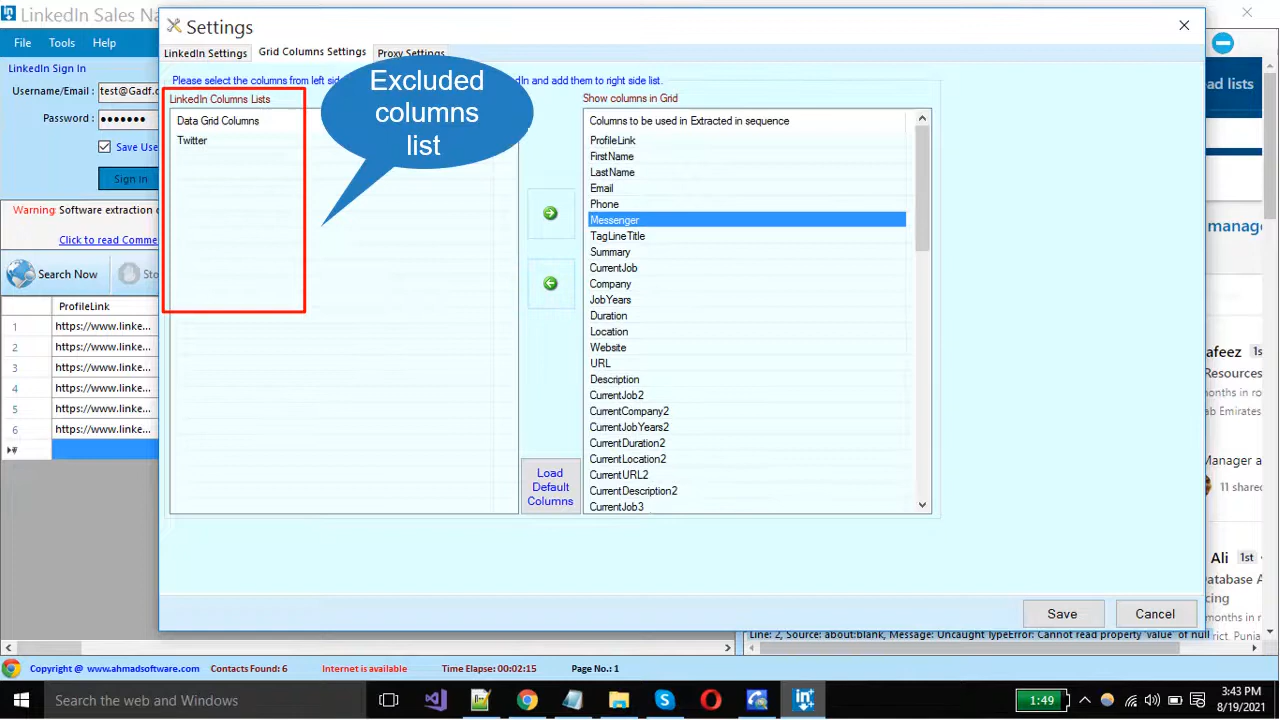 LinkedIn Sales Na
Settings
File Tools Help
LinkedIn Settings Grid Columns Settings Proxy Settings
LinkedIn Sign In
Username/Email : test@Gadf.c
Password :
Save Use
Sign In
Warning: Software extraction
Click to read Comme
Search Now Sto
ProfileLink
1 https://www.linke...
2 https://www.linke...
3 https://www.linke...
4 https://www.linke...
5 https://www.linke...
6 https://www.linke...
Please select the columns from left side
and add them to right side list.
LinkedIn Columns Lists
Data Grid Columns
Twitter
Excluded
columns
list
Load
Default
Columns
Show columns in Grid
Columns to be used in Extracted in sequence
ProfileLink
FirstName
LastName
Email
Phone
Messenger
TagLineTitle
Summary
CurrentJob
Company
JobYears
Duration
Location
Website
URL
Description
CurrentJob2
CurrentCompany2
CurrentJobYears2
CurrentDuration2
CurrentLocation2
CurrentURL2
CurrentDescription2
CurrentJob3
Save Cancel
ad lists
manage
afeez 1s
Resources
months in ro
ab Emirates
Manager a
11 shared
Ali 1st
atabase A
cing
months in r
rict, Punja
Line: 2, Source: about:blank, Message: Uncaught TypeError: Cannot read property 'value' of null
Copyright @ www.ahmadsoftware.com Contacts Found: 6 Internet is available Time Elapse: 00:02:15 Page No.: 1
Search the web and Windows
1:49
3:43 PM
8/19/2021